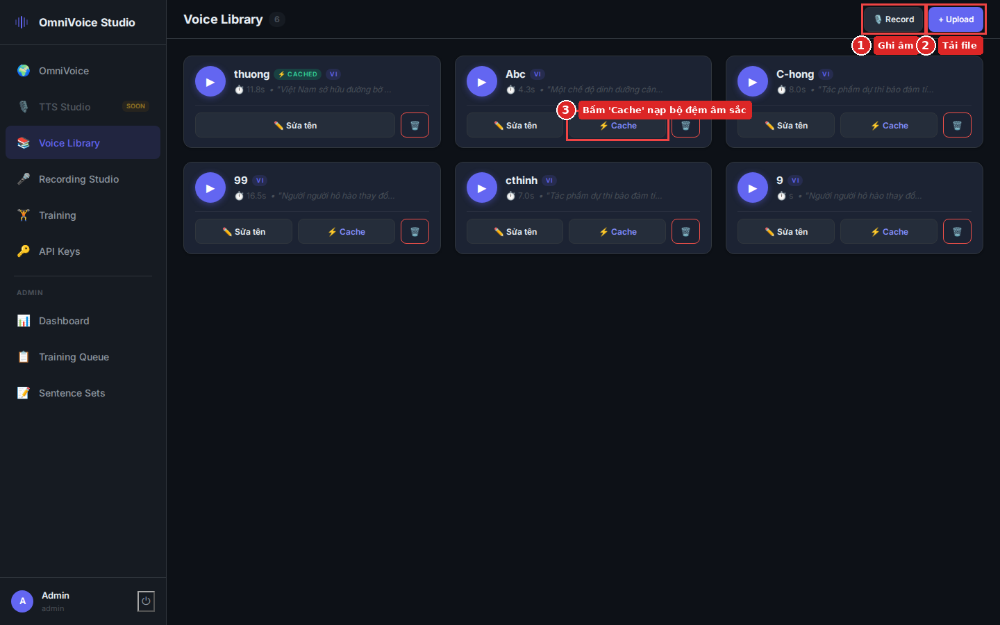 OmniVoice Studio
OmniVoice
TTS Studio SOON
Voice Library
Recording Studio
Training
API Keys
ADMIN
Dashboard
Training Queue
Sentence Sets
A Admin
admin
Voice Library 6
Record
+ Upload
1 Ghi âm
2 Tải file
thuong ⚡ CACHED VI
11.8s • "Việt Nam sở hữu đường bờ ...
Sửa tên
Abc VI
4.3s • "Một chế độ dinh dưỡng cân...
3 Bấm 'Cache' nạp bộ đệm âm sắc
Sửa tên
⚡ Cache
C-hong VI
8.0s • "Tác phẩm dự thi bảo đảm tí...
Sửa tên
⚡ Cache
99 VI
16.5s • "Người người hô hào thay đổ...
Sửa tên
⚡ Cache
cthinh VI
7.0s • "Tác phẩm dự thi bảo đảm tí...
Sửa tên
⚡ Cache
9 VI
s • "Người người hô hào thay đổ...
Sửa tên
⚡ Cache